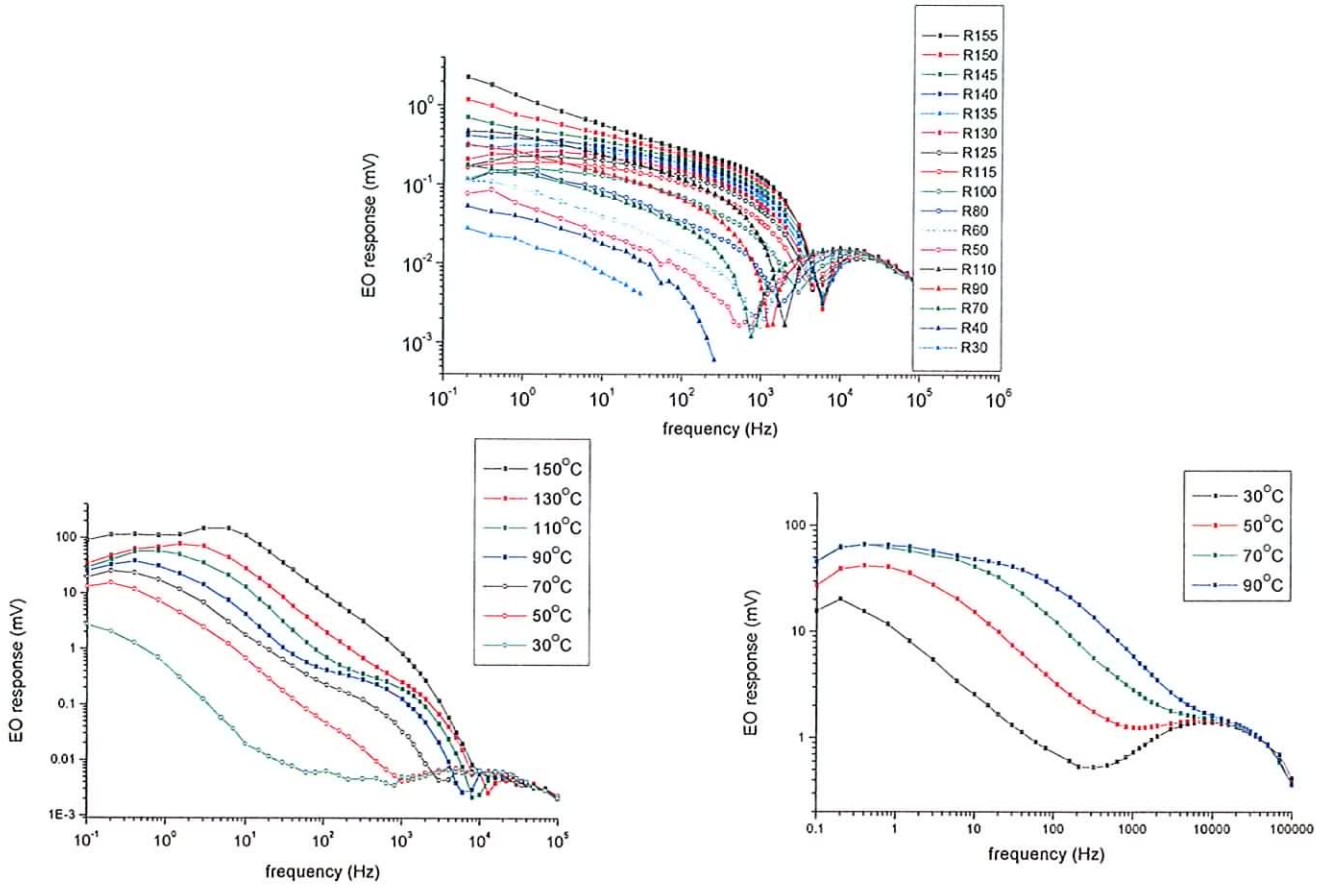 R155
R150
R145
R140
R135
R130
R125
R115
R100
R80
R60
R50
R110
R90
R70
R40
R30
EO response (mV)
10⁰
10⁻¹
10⁻²
10⁻³
10⁻¹ 10⁰ 10¹ 10² 10³ 10⁴ 10⁵ 10⁶
frequency (Hz)
150°C
130°C
110°C
90°C
70°C
50°C
30°C
EO response (mV)
100
10
1
0.1
0.01
1E-3
10⁻¹ 10⁰ 10¹ 10² 10³ 10⁴ 10⁵
frequency (Hz)
30°C
50°C
70°C
90°C
EO response (mV)
100
10
1
0.1 1 10 100 1000 10000 100000
frequency (Hz)